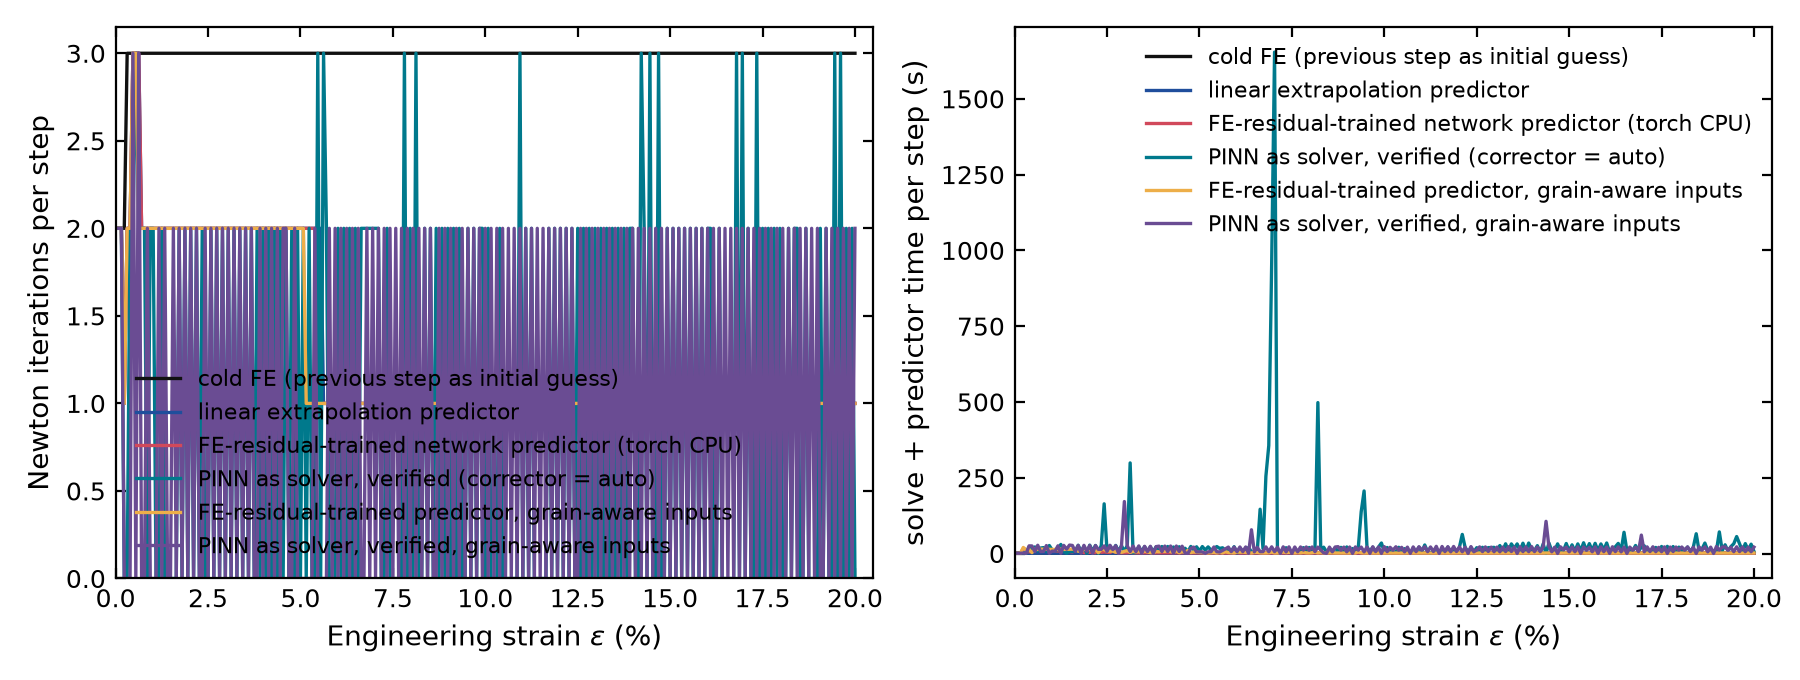 Newton iterations per step
3.0
2.5
2.0
1.5
1.0
0.5
0.0
cold FE (previous step as initial guess)
linear extrapolation predictor
FE-residual-trained network predictor (torch CPU)
PINN as solver, verified (corrector = auto)
FE-residual-trained predictor, grain-aware inputs
PINN as solver, verified, grain-aware inputs
0.0 2.5 5.0 7.5 10.0 12.5 15.0 17.5 20.0
Engineering strain ε (%)
solve + predictor time per step (s)
1500
1250
1000
750
500
250
0
cold FE (previous step as initial guess)
linear extrapolation predictor
FE-residual-trained network predictor (torch CPU)
PINN as solver, verified (corrector = auto)
FE-residual-trained predictor, grain-aware inputs
PINN as solver, verified, grain-aware inputs
0.0 2.5 5.0 7.5 10.0 12.5 15.0 17.5 20.0
Engineering strain ε (%)